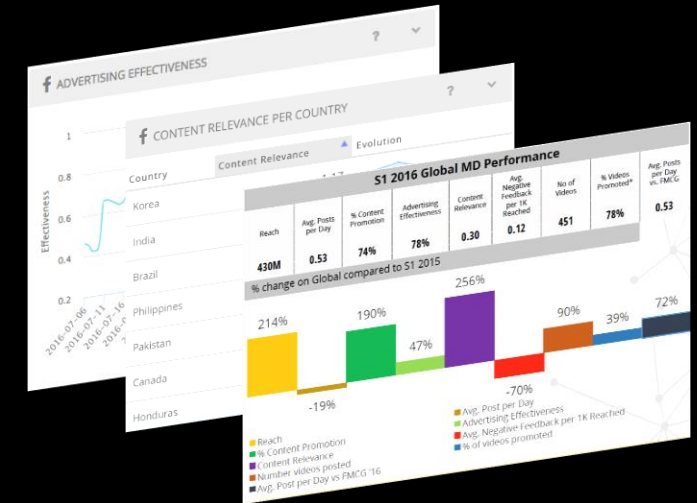 f ADVERTISING EFFECTIVENESS
?
1
0.8
0.6
0.4
0.2
Effectiveness
2016-07-06
2016-07-11
2016-07-16
f CONTENT RELEVANCE PER COUNTRY
?
Country
Content Relevance
Evolution
Korea
India
Brazil
Philippines
Pakistan
Canada
Honduras
S1 2016 Global MD Performance
Reach
Avg. Posts
per Day
% Content
Promotion
Advertising
Effectiveness
Content
Relevance
Avg.
Negative
Feedback
per 1K
Reached
No of
Videos
% Videos
Promoted*
Avg. Posts
per Day
vs. FMCG
430M
0.53
74%
78%
0.30
0.12
451
78%
0.53
% change on Global compared to S1 2015
214%
-19%
190%
47%
256%
-70%
90%
39%
72%
Reach
% Content Promotion
Content Relevance
Number videos posted
Avg. Post per Day vs FMCG '16
Avg. Post per Day
Advertising Effectiveness
Avg. Negative Feedback per 1K Reached
% of videos promoted